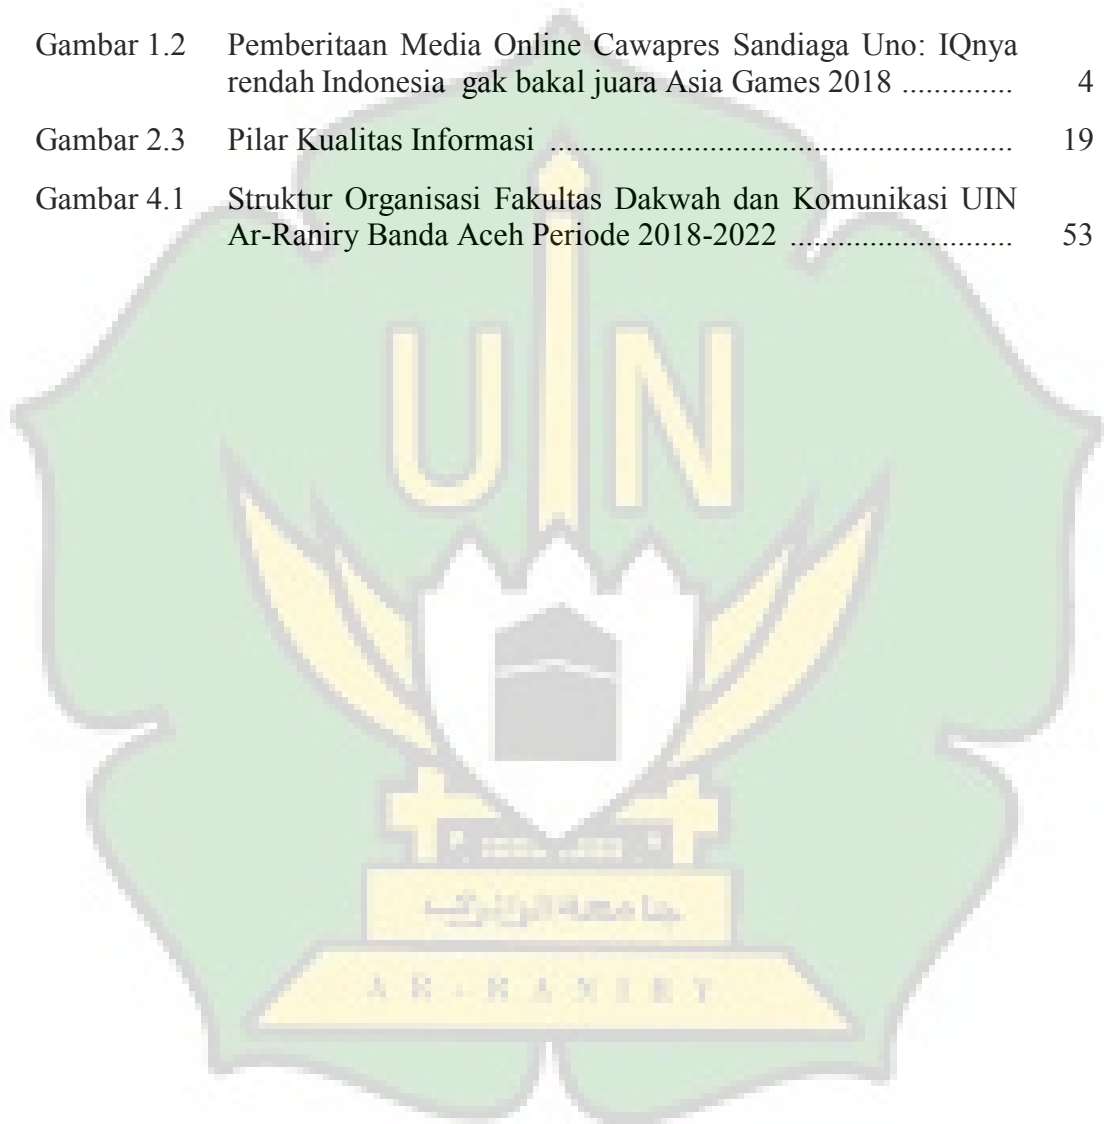 Gambar 1.2 Pemberitaan Media Online Cawapres Sandiaga Uno: IQnya
rendah Indonesia gak bakal juara Asia Games 2018 ............. 4
Gambar 2.3 Pilar Kualitas Informasi .......................................................... 19
Gambar 4.1 Struktur Organisasi Fakultas Dakwah dan Komunikasi UIN
Ar-Raniry Banda Aceh Periode 2018-2022 ............................ 53
UIN
جامعة الرانيري
AR-RANIRY